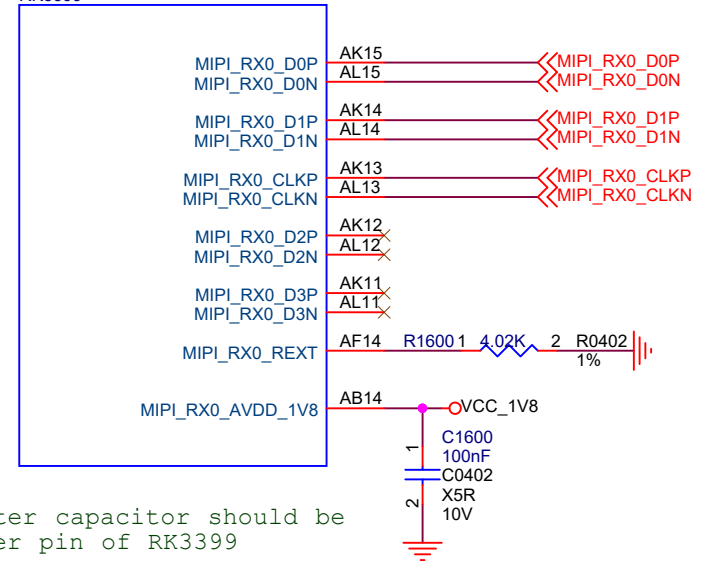 MIPI_RX0_D0P AK15 MIPI_RX0_D0P
MIPI_RX0_D0N AL15 MIPI_RX0_D0N
MIPI_RX0_D1P AK14 MIPI_RX0_D1P
MIPI_RX0_D1N AL14 MIPI_RX0_D1N
MIPI_RX0_CLKP AK13 MIPI_RX0_CLKP
MIPI_RX0_CLKN AL13 MIPI_RX0_CLKN
MIPI_RX0_D2P AK12
MIPI_RX0_D2N AL12
MIPI_RX0_D3P AK11
MIPI_RX0_D3N AL11
MIPI_RX0_REXT AF14 R1600 1 4.02K 2 R0402
1%
MIPI_RX0_AVDD_1V8 AB14 VCC_1V8
C1600
1 100nF
C0402
2 X5R
10V
capacitor should be
pin of RK3399